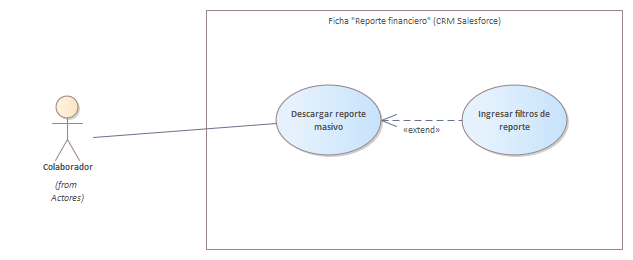 Ficha "Reporte financiero" (CRM Salesforce)
Descargar reporte
masivo
Ingresar filtros de
reporte
«extend»
Colaborador
(from
Actores)